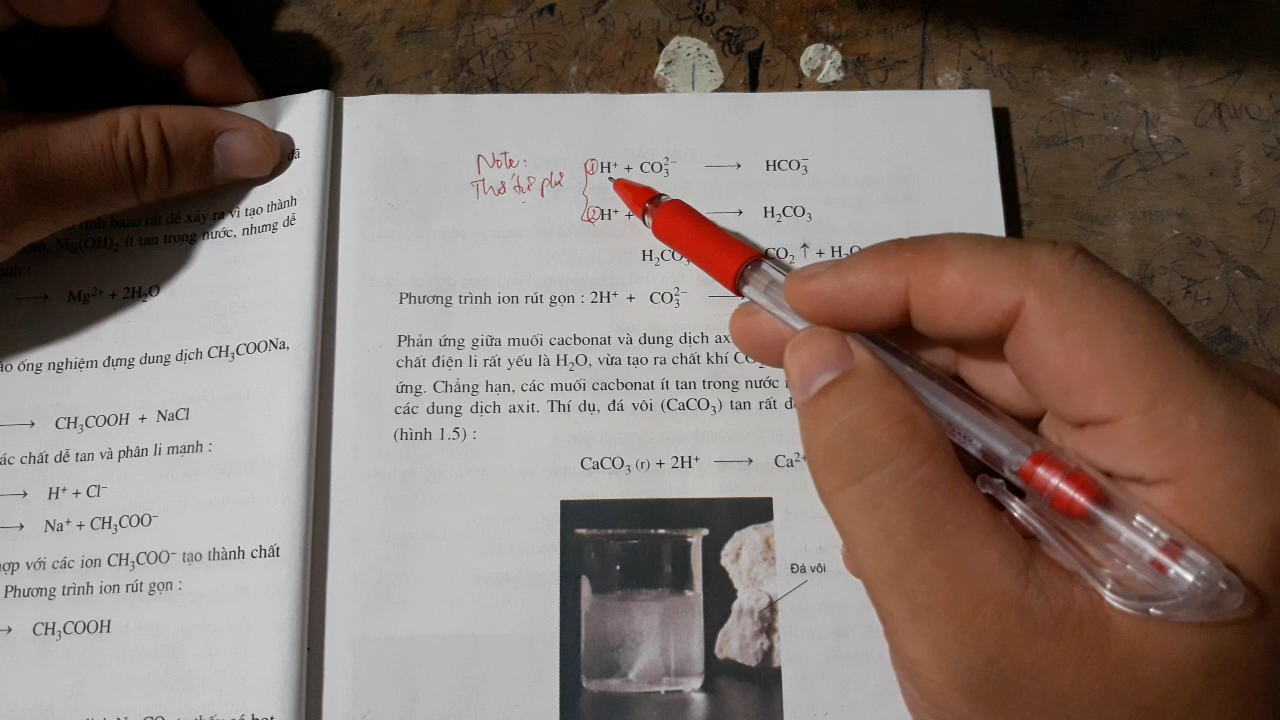 đã
tính bazơ rất dễ xảy ra vì tạo thành
Mg(OH)₂ ít tan trong nước, nhưng dễ
mạnh :
⟶ Mg²⁺ + 2H₂O
ống nghiệm đựng dung dịch CH₃COONa,
⟶ CH₃COOH + NaCl
các chất dễ tan và phân li mạnh :
⟶ H⁺ + Cl⁻
⟶ Na⁺ + CH₃COO⁻
hợp với các ion CH₃COO⁻ tạo thành chất
Phương trình ion rút gọn :
⟶ CH₃COOH
Note:
① H⁺ + CO₃²⁻ ⟶ HCO₃⁻
② H⁺ + ⟶ H₂CO₃
H₂CO₃ CO₂ ↑ + H₂O
Phương trình ion rút gọn : 2H⁺ + CO₃²⁻ ⟶
Phản ứng giữa muối cacbonat và dung dịch
chất điện li rất yếu là H₂O, vừa tạo ra chất khí CO₂
ứng. Chẳng hạn, các muối cacbonat ít tan trong nước
các dung dịch axit. Thí dụ, đá vôi (CaCO₃) tan rất
(hình 1.5) :
CaCO₃ (r) + 2H⁺ ⟶ Ca²⁺
Đá vôi